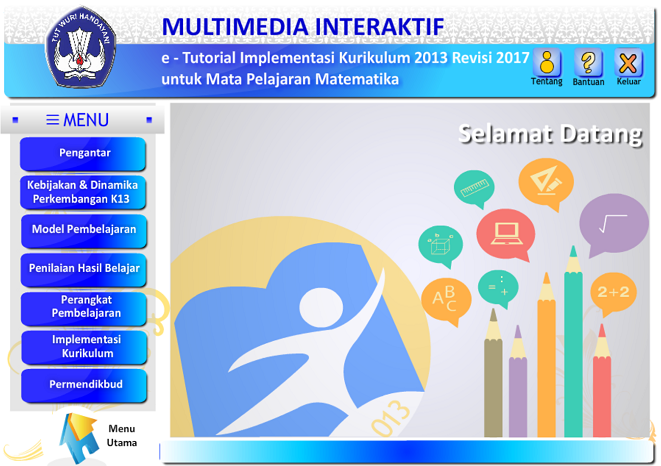 TUT WURI HANDAYANI
MULTIMEDIA INTERAKTIF
e - Tutorial Implementasi Kurikulum 2013 Revisi 2017
untuk Mata Pelajaran Matematika
Tentang
Bantuan
Keluar
MENU
Pengantar
Kebijakan & Dinamika
Perkembangan K13
Model Pembelajaran
Penilaian Hasil Belajar
Perangkat
Pembelajaran
Implementasi
Kurikulum
Permendikbud
Menu
Utama
Selamat Datang
AB
C
= : +
2+2
013